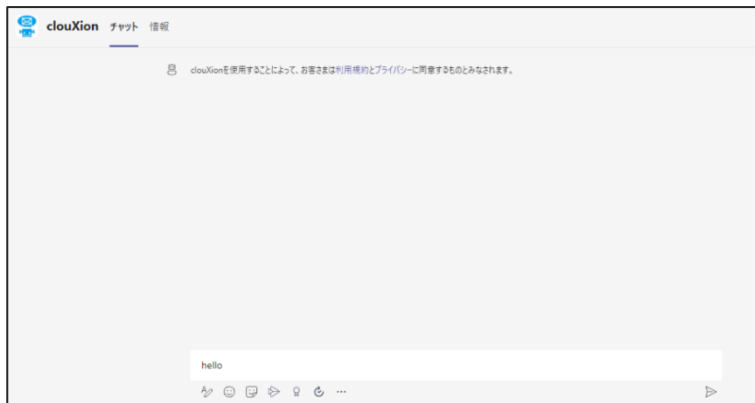 clouXion チャット 情報
clouXionを使用することによって、お客さまは利用規約とプライバシーに同意するものとみなされます。
hello